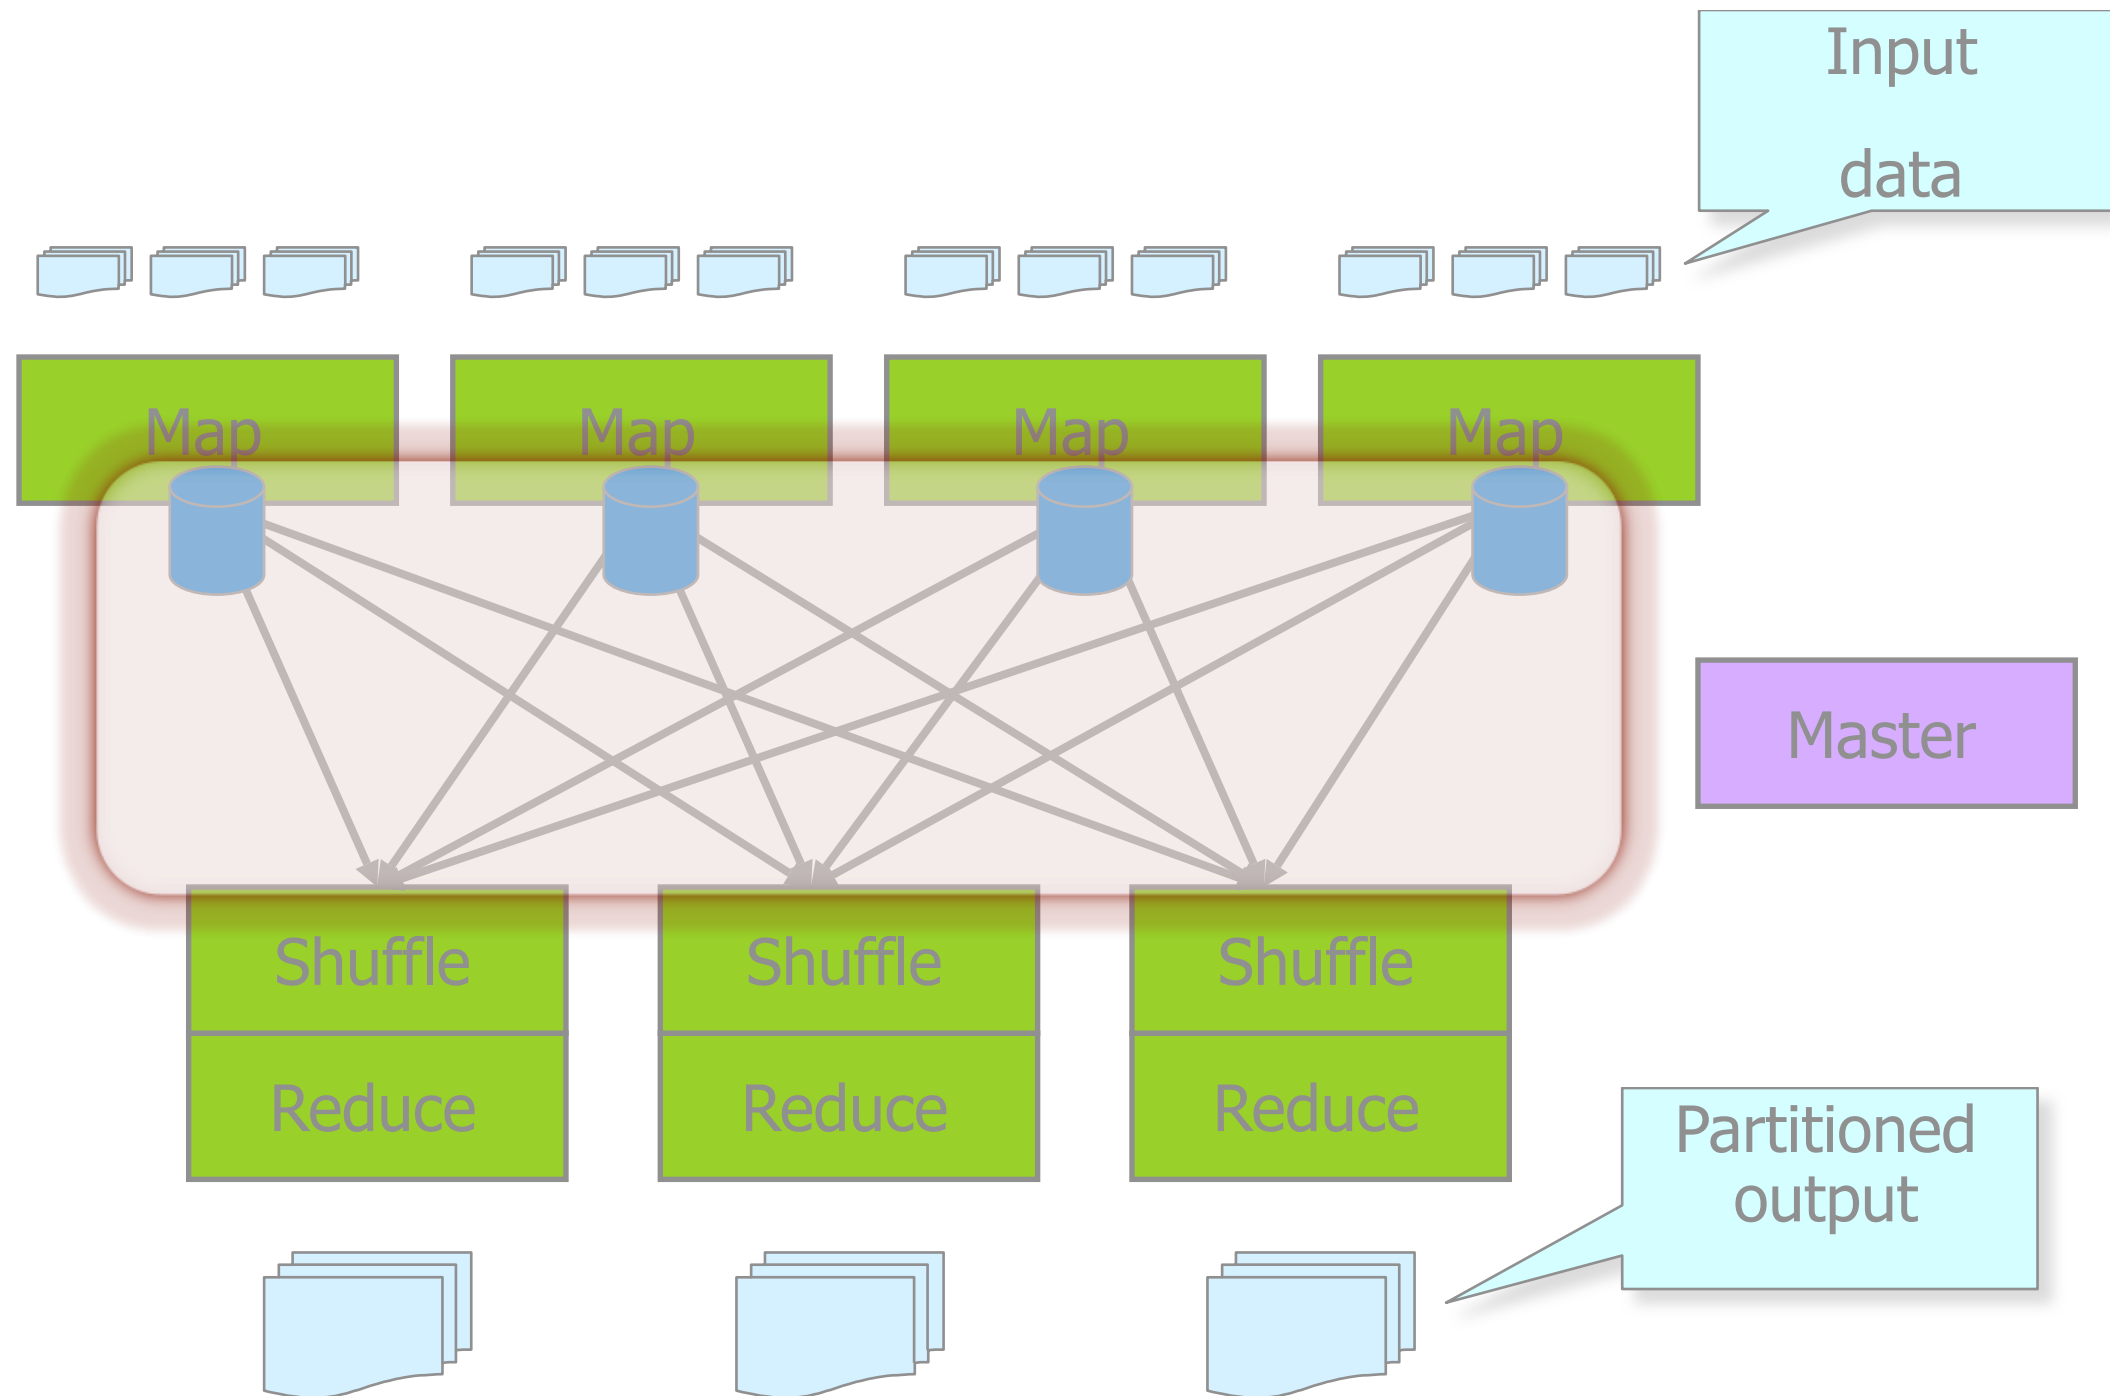 Input
data
Map
Map
Map
Map
Master
Shuffle
Shuffle
Shuffle
Reduce
Reduce
Reduce
Partitioned
output